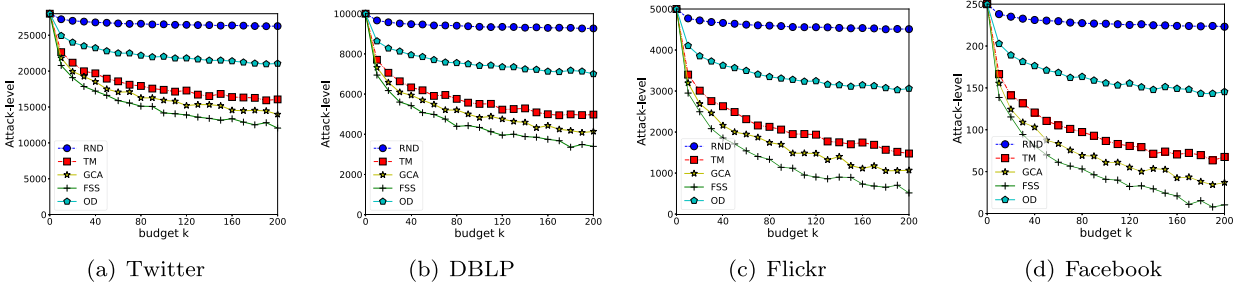 25000
20000
15000
10000
5000
0
Attack-level
RND
TM
GCA
FSS
OD
0 40 80 120 160 200
budget k
(a) Twitter
10000
8000
6000
4000
2000
0
Attack-level
RND
TM
GCA
FSS
OD
0 40 80 120 160 200
budget k
(b) DBLP
5000
4000
3000
2000
1000
0
Attack-level
RND
TM
GCA
FSS
OD
0 40 80 120 160 200
budget k
(c) Flickr
250
200
150
100
50
0
Attack-level
RND
TM
GCA
FSS
OD
0 40 80 120 160 200
budget k
(d) Facebook